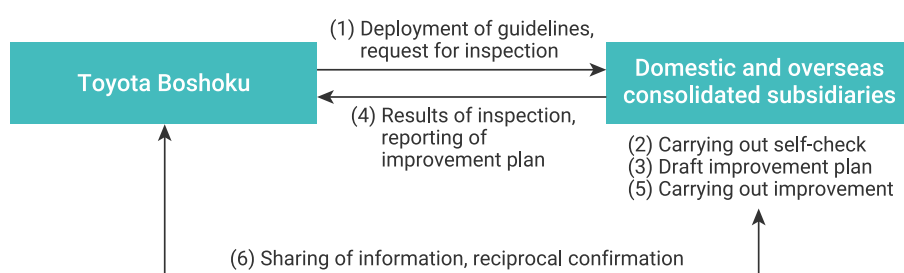 (1) Deployment of guidelines,
request for inspection
Toyota Boshoku
Domestic and overseas
consolidated subsidiaries
(4) Results of inspection,
reporting of
improvement plan
(2) Carrying out self-check
(3) Draft improvement plan
(5) Carrying out improvement
(6) Sharing of information, reciprocal confirmation